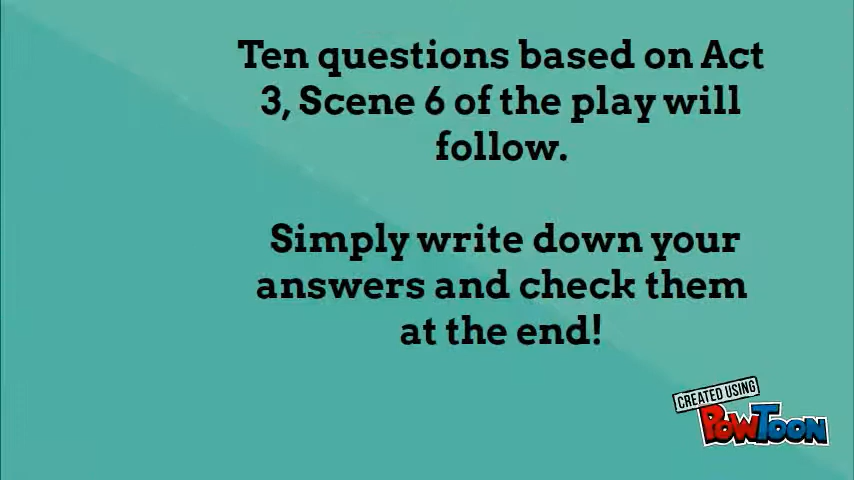 Ten questions based on Act
3, Scene 6 of the play will
follow.
Simply write down your
answers and check them
at the end!
CREATED USING
POWTOON